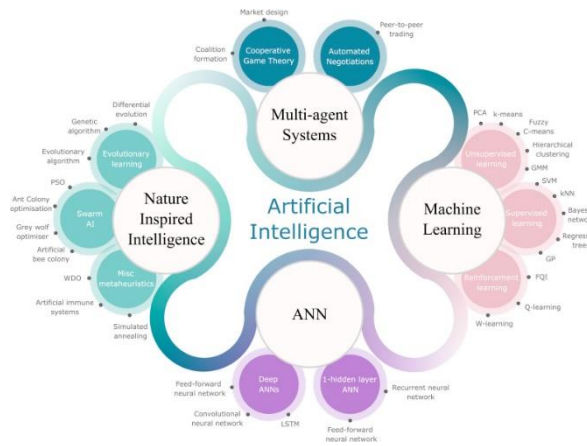 Market design
Peer-to-peer
trading
Coalition
formation
Cooperative
Game Theory
Automated
Negotiations
Multi-agent
Systems
Differential
evolution
Genetic
algorithm
Evolutionary
algorithm
Evolutionary
learning
PSO
Ant Colony
optimisation
Swarm
AI
Grey wolf
optimiser
Artificial
bee colony
WDO
Misc
metaheuristics
Artificial immune
systems
Simulated
annealing
Nature
Inspired
Intelligence
Artificial
Intelligence
Machine
Learning
PCA
k-means
Fuzzy
C-means
Hierarchical
clustering
GMM
Unsupervised
learning
SVM
kNN
Supervised
learning
GP
Reinforcement
learning
FQI
Q-learning
W-learning
ANN
Deep
ANNs
1-hidden layer
ANN
Feed-forward
neural network
Convolutional
neural network
LSTM
Recurrent neural
network
Feed-forward
neural network